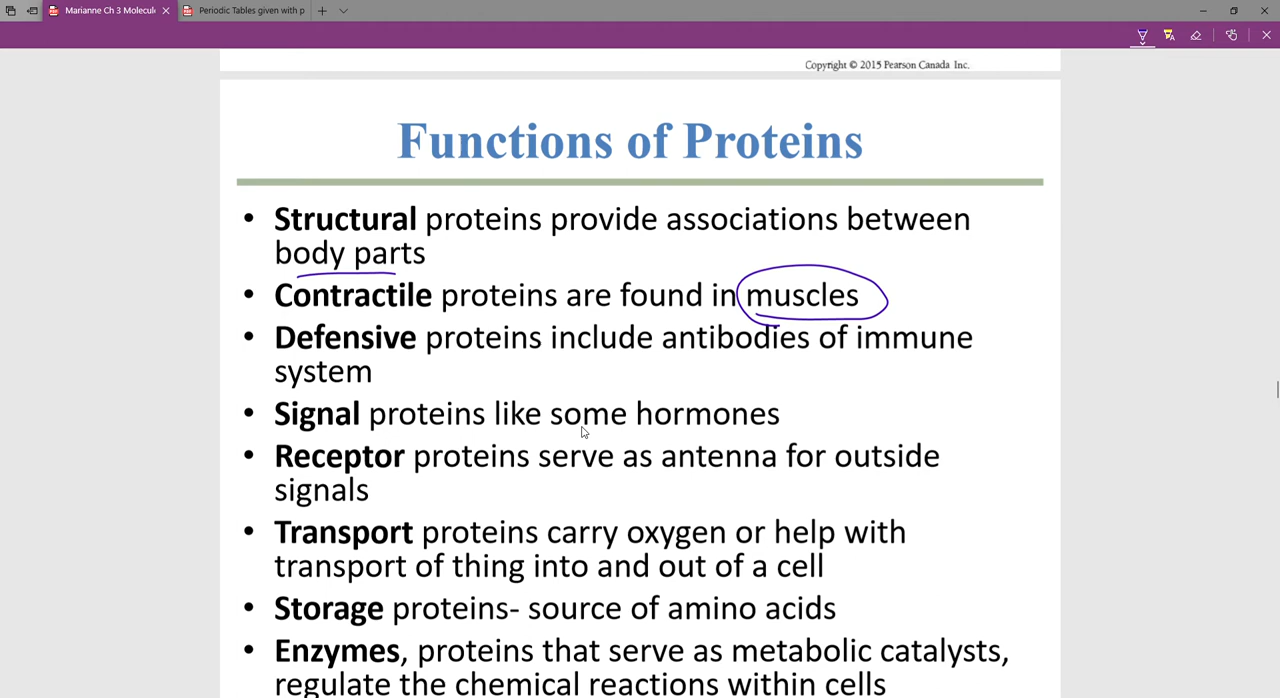 Marianne Ch 3 Molecul
Periodic Tables given with p
Copyright © 2015 Pearson Canada Inc.
Functions of Proteins
• Structural proteins provide associations between
body parts
• Contractile proteins are found in muscles
• Defensive proteins include antibodies of immune
system
• Signal proteins like some hormones
• Receptor proteins serve as antenna for outside
signals
• Transport proteins carry oxygen or help with
transport of thing into and out of a cell
• Storage proteins- source of amino acids
• Enzymes, proteins that serve as metabolic catalysts,
regulate the chemical reactions within cells